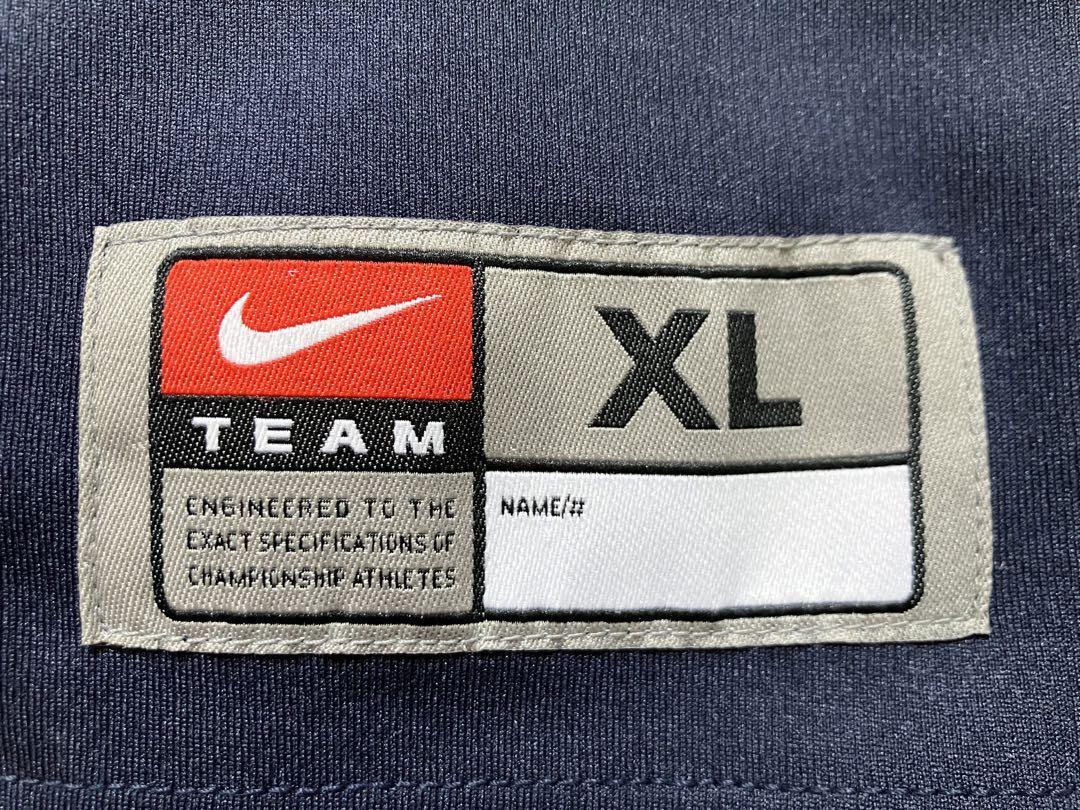 TEAM
XL
ENGINEERED TO THE
EXACT SPECIFICATIONS OF
CHAMPIONSHIP ATHLETES
NAME/#